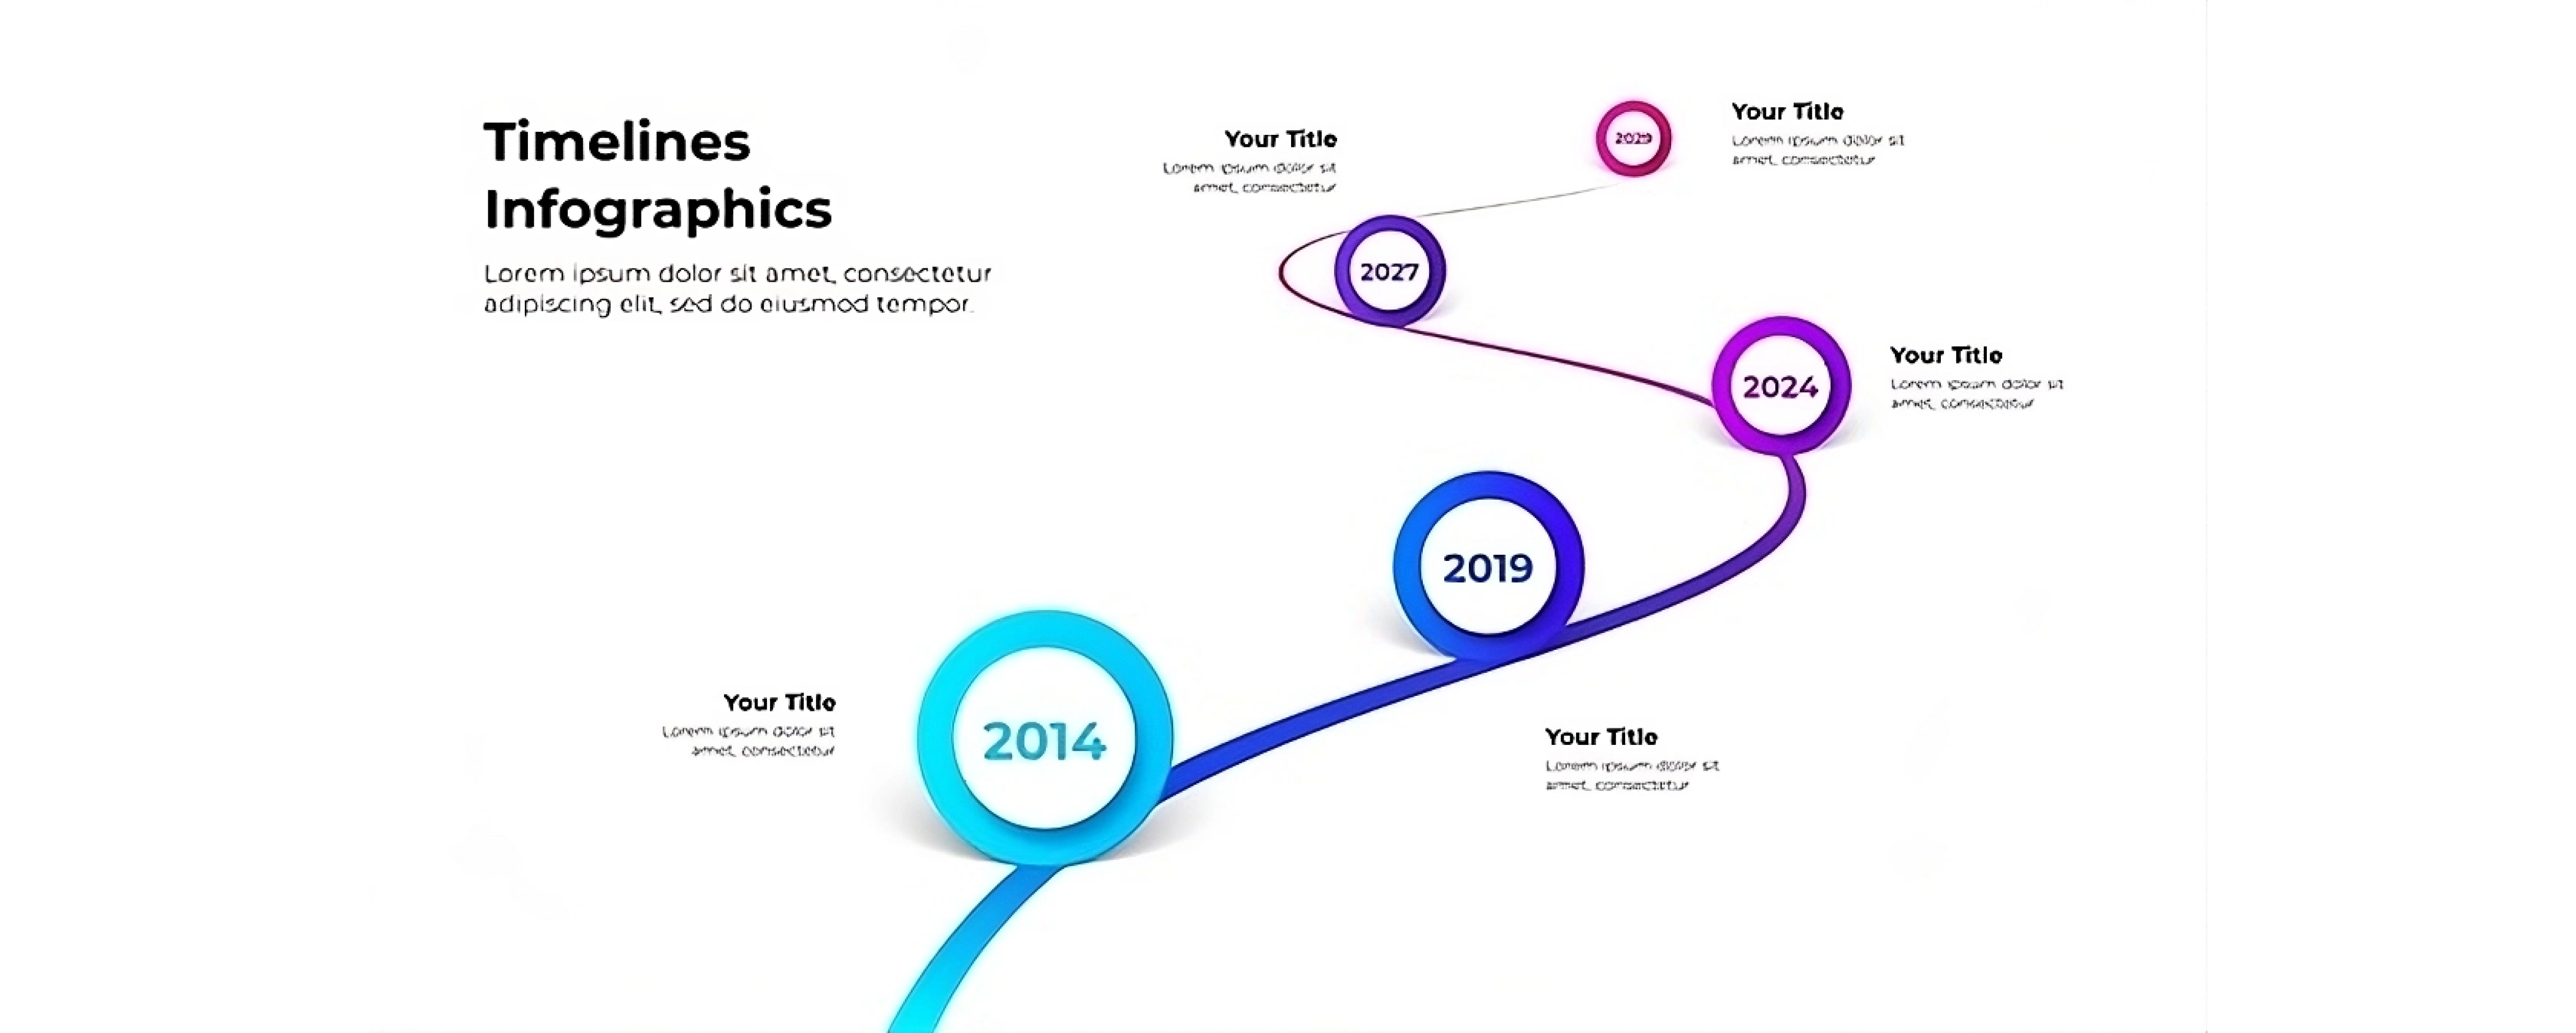 Timelines
Infographics
Lorem ipsum dolor sit amet, consectetur
adipiscing elit, sed do eiusmod tempor.
Your Title
Lorem ipsum dolor sit
amet, consectetur
2027
Your Title
Lorem ipsum dolor sit
amet, consectetur
2024
Your Title
Lorem ipsum dolor sit
amet, consectetur
2019
Your Title
Lorem ipsum dolor sit
amet, consectetur
2014
Your Title
Lorem ipsum dolor sit
amet, consectetur